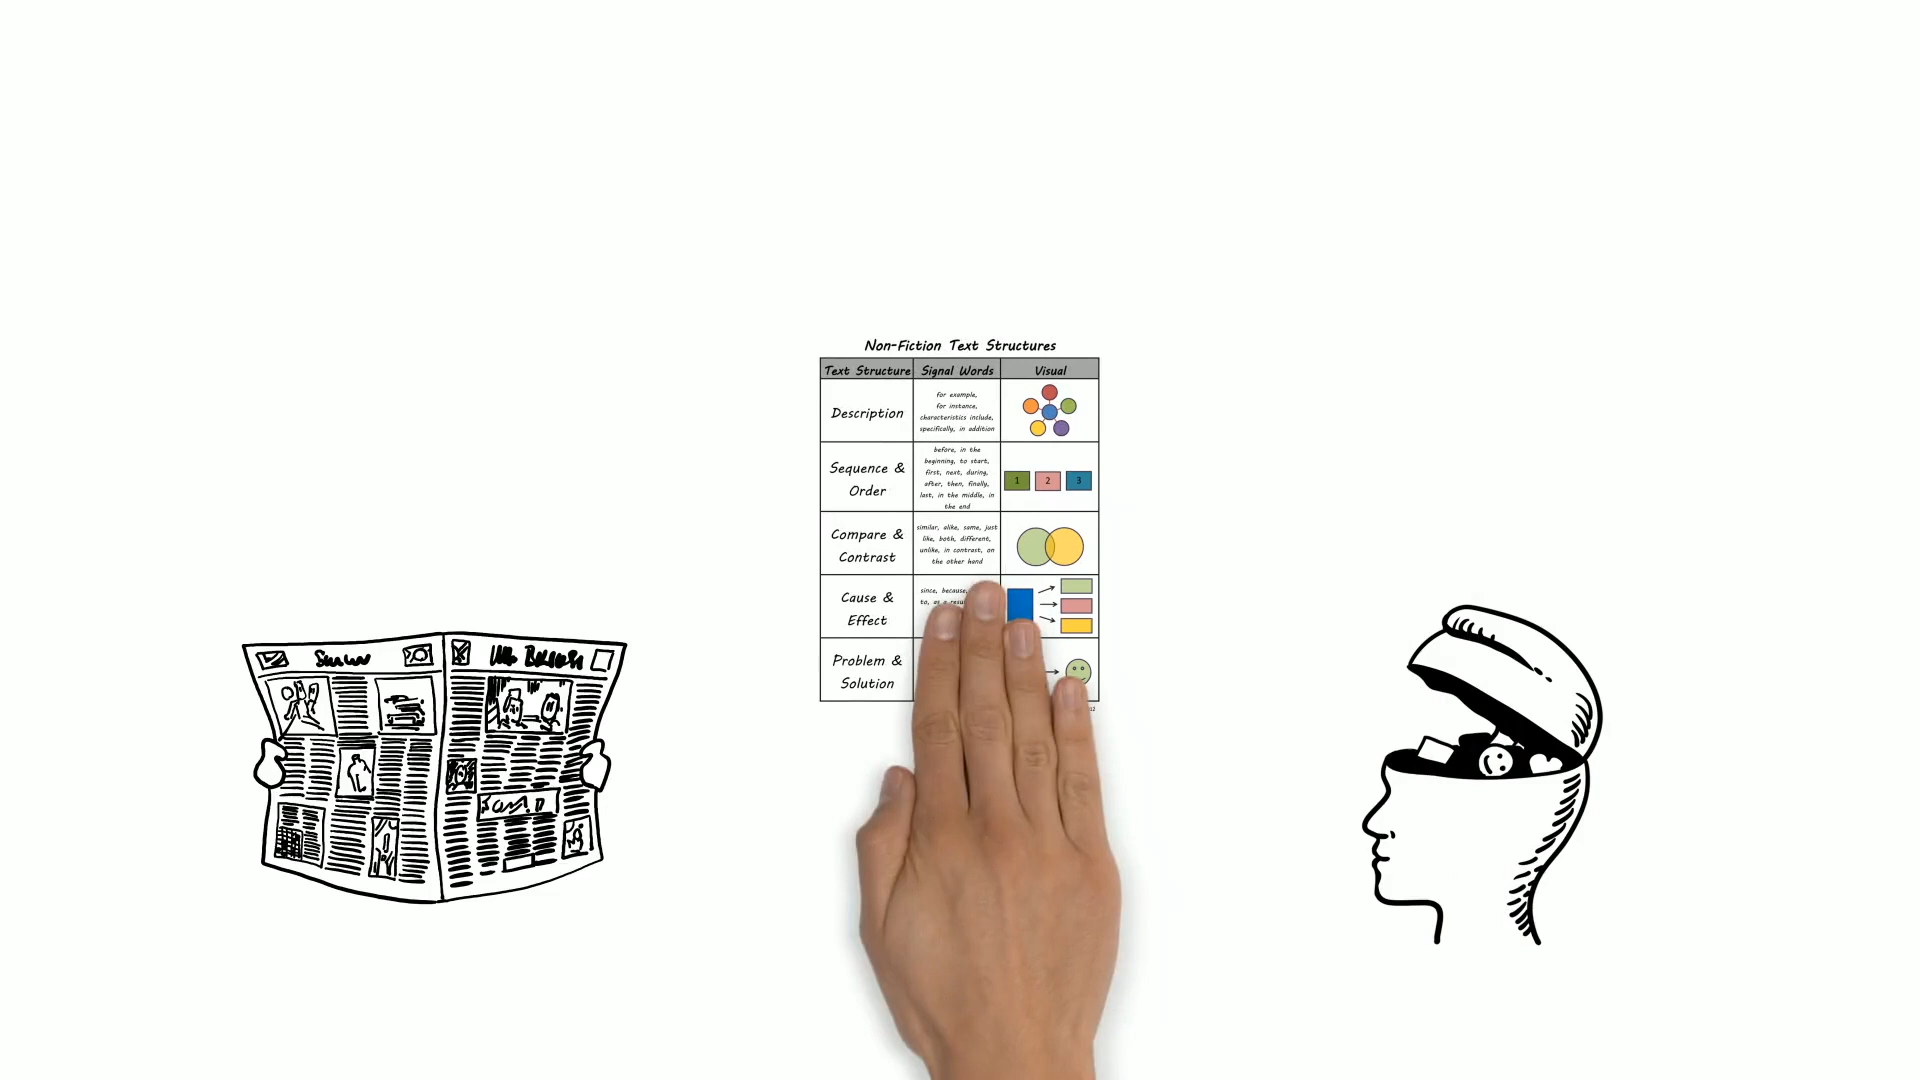 Non-Fiction Text Structures
Text Structure Signal Words Visual
Description
for example,
for instance,
characteristics include,
specifically, in addition
Sequence &
Order
before, in the
beginning, to start,
first, next, during,
after, then, finally,
last, in the middle, in
the end
1 2 3
Compare &
Contrast
similar, alike, same, just
like, both, different,
unlike, in contrast, on
the other hand
Cause &
Effect
since, because,
to, as a
Problem &
Solution